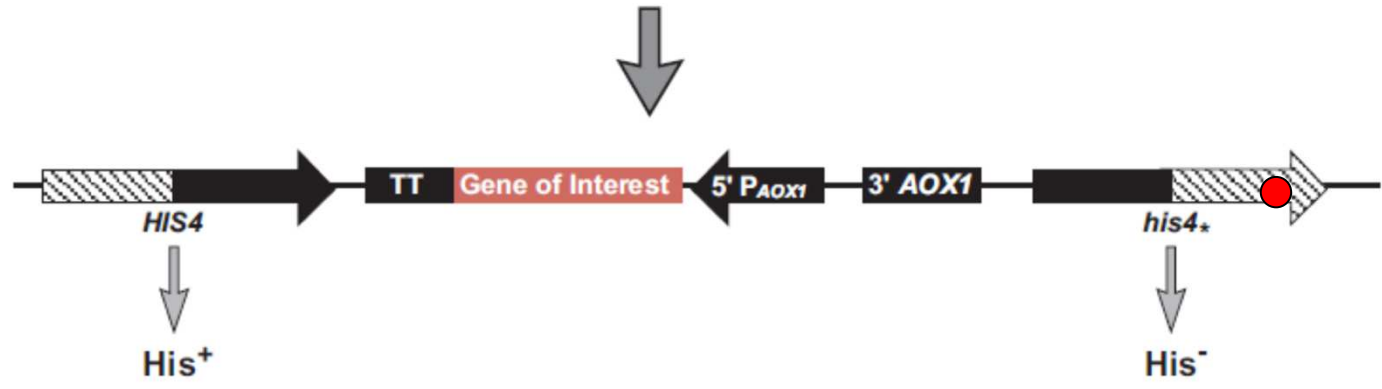 TT Gene of Interest 5' PAOX1 3' AOX1
HIS4 his4*
His+ His-